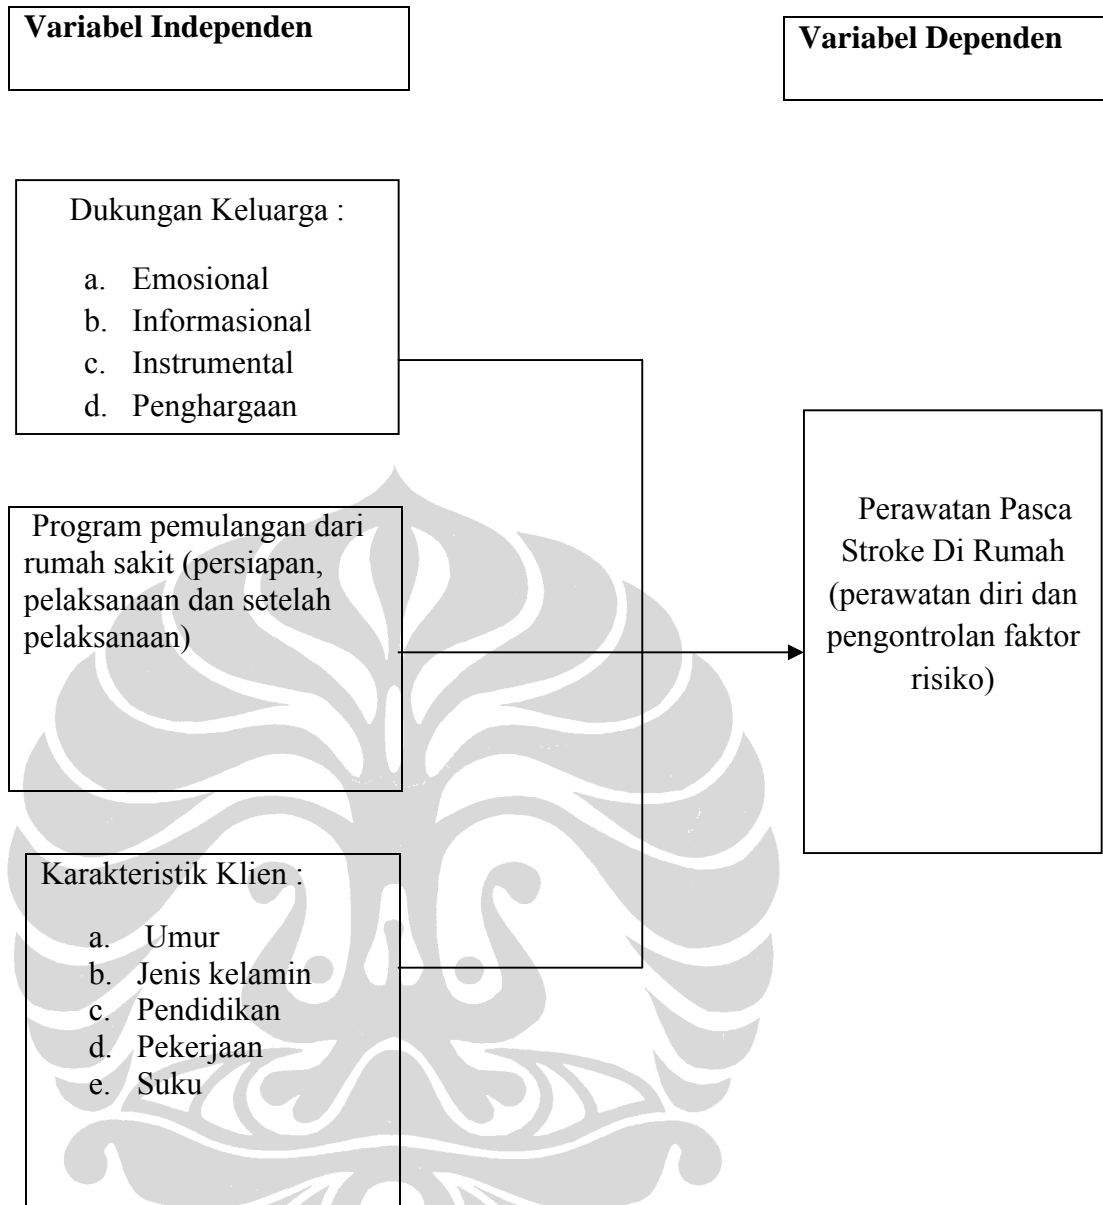 Variabel Independen
Variabel Dependen
Dukungan Keluarga :
a. Emosional
b. Informasional
c. Instrumental
d. Penghargaan
Program pemulangan dari
rumah sakit (persiapan,
pelaksanaan dan setelah
pelaksanaan)
Karakteristik Klien :
a. Umur
b. Jenis kelamin
c. Pendidikan
d. Pekerjaan
e. Suku
Perawatan Pasca
Stroke Di Rumah
(perawatan diri dan
pengontrolan faktor
risiko)